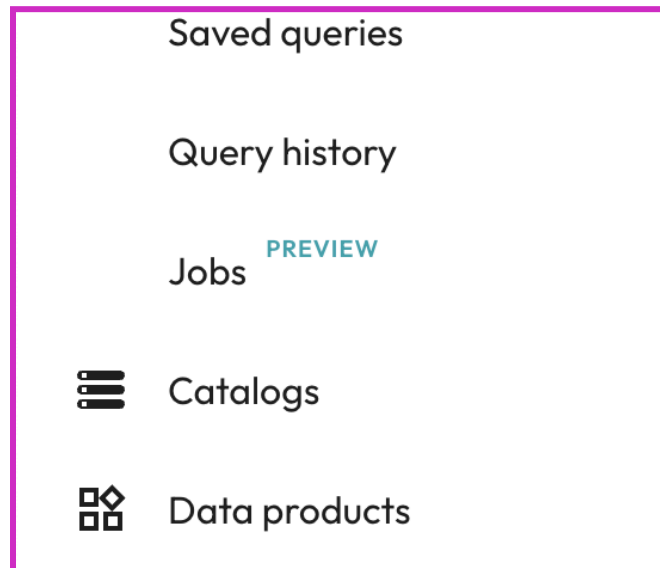 Saved queries
Query history
Jobs PREVIEW
Catalogs
Data products